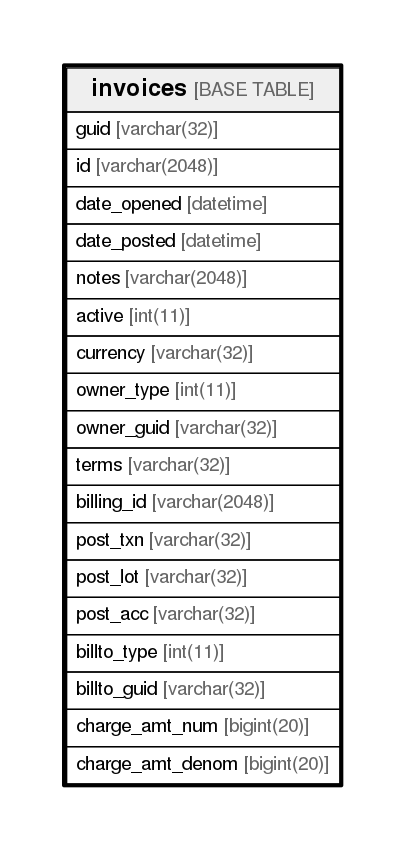 invoices [BASE TABLE]
guid [varchar(32)]
id [varchar(2048)]
date_opened [datetime]
date_posted [datetime]
notes [varchar(2048)]
active [int(11)]
currency [varchar(32)]
owner_type [int(11)]
owner_guid [varchar(32)]
terms [varchar(32)]
billing_id [varchar(2048)]
post_txn [varchar(32)]
post_lot [varchar(32)]
post_acc [varchar(32)]
billto_type [int(11)]
billto_guid [varchar(32)]
charge_amt_num [bigint(20)]
charge_amt_denom [bigint(20)]